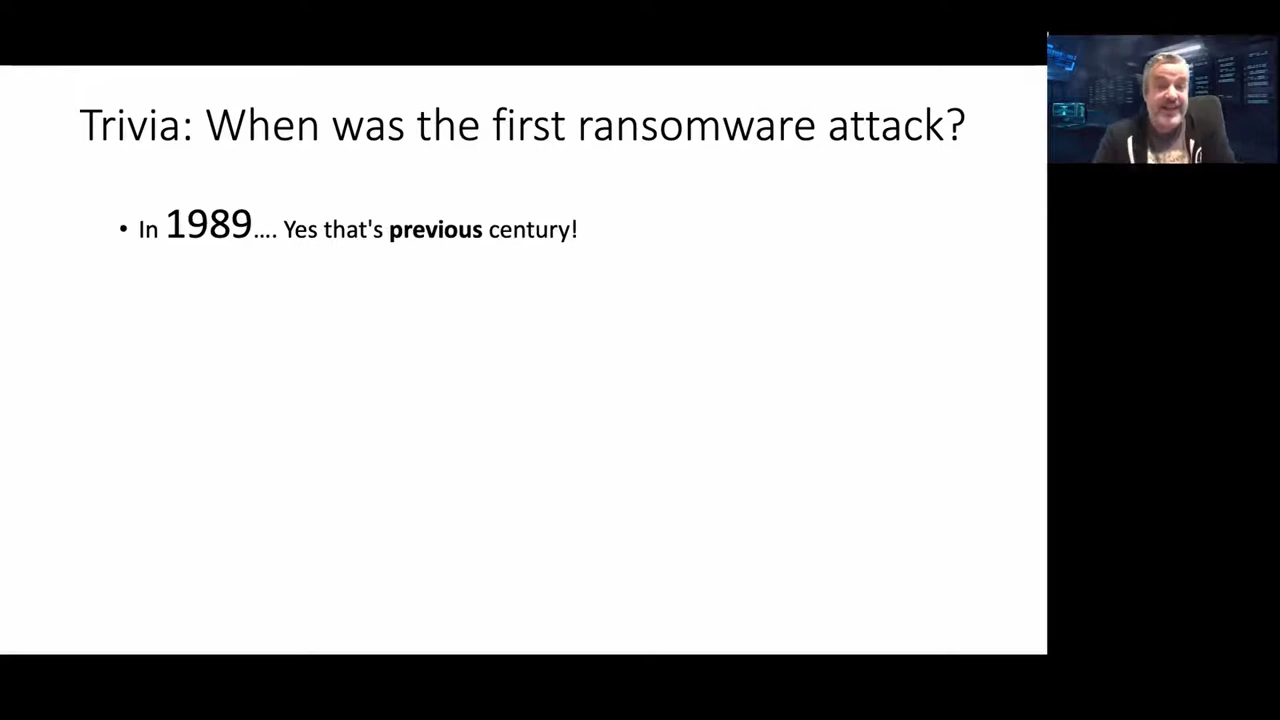 Trivia: When was the first ransomware attack?
• In 1989…. Yes that's previous century!